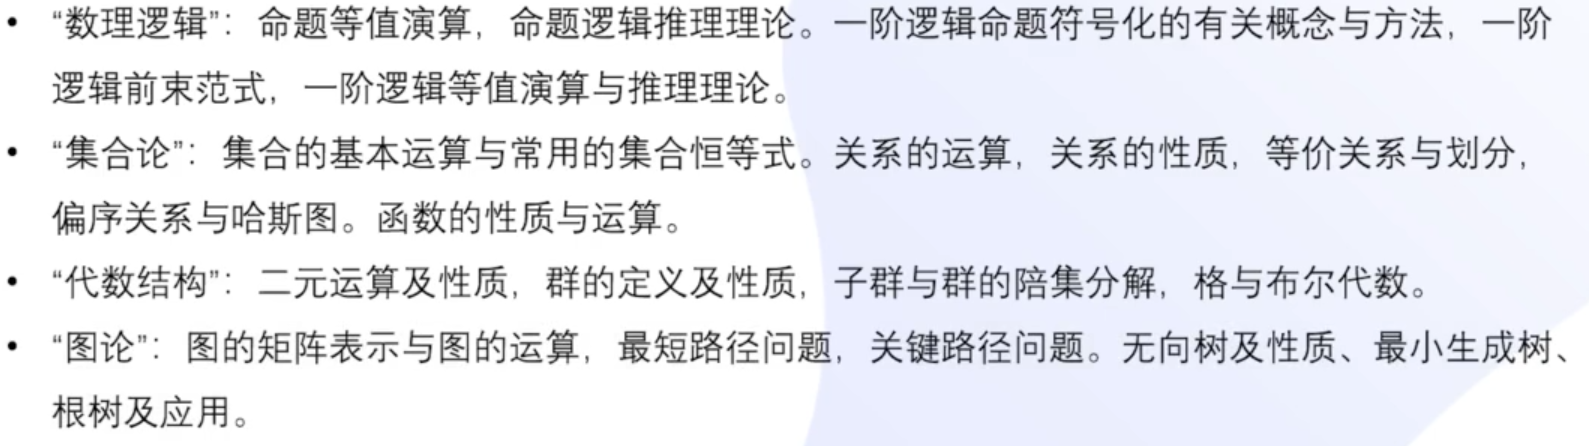 • “数理逻辑”：命题等值演算，命题逻辑推理理论。一阶逻辑命题符号化的有关概念与方法，一阶
逻辑前束范式，一阶逻辑等值演算与推理理论。
• “集合论”：集合的基本运算与常用的集合恒等式。关系的运算，关系的性质，等价关系与划分，
偏序关系与哈斯图。函数的性质与运算。
• “代数结构”：二元运算及性质，群的定义及性质，子群与群的陪集分解，格与布尔代数。
• “图论”：图的矩阵表示与图的运算，最短路径问题，关键路径问题。无向树及性质、最小生成树、
根树及应用。